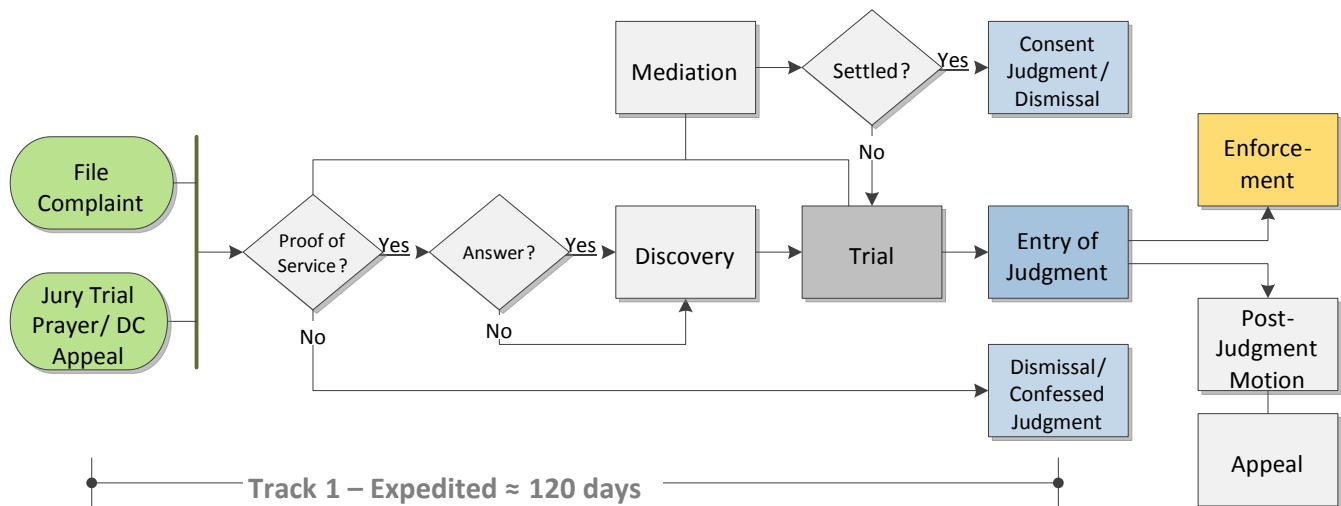 Mediation
Settled?
Yes
Consent
Judgment/
Dismissal
No
File
Complaint
Enforce-
ment
Proof of
Service?
Yes
Answer?
Yes
Discovery
Trial
Entry of
Judgment
Jury Trial
Prayer/ DC
Appeal
No
No
Post-
Judgment
Motion
Dismissal/
Confessed
Judgment
Appeal
Track 1 – Expedited ≈ 120 days